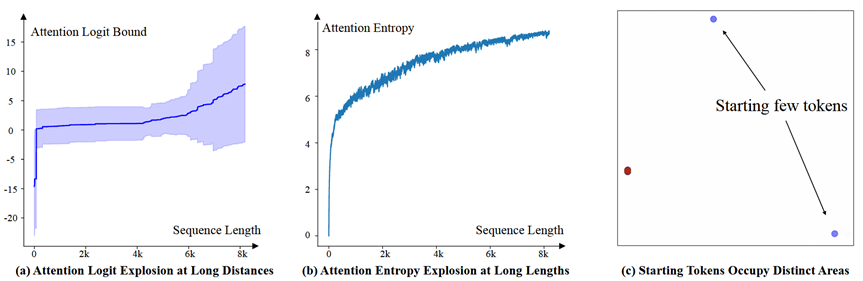 Attention Logit Bound
15
10
5
0
-5
-10
-15
-20
Sequence Length
0 2k 4k 6k 8k
(a) Attention Logit Explosion at Long Distances
Attention Entropy
8
6
4
2
0
Sequence Length
0 2k 4k 6k 8k
(b) Attention Entropy Explosion at Long Lengths
Starting few tokens
(c) Starting Tokens Occupy Distinct Areas